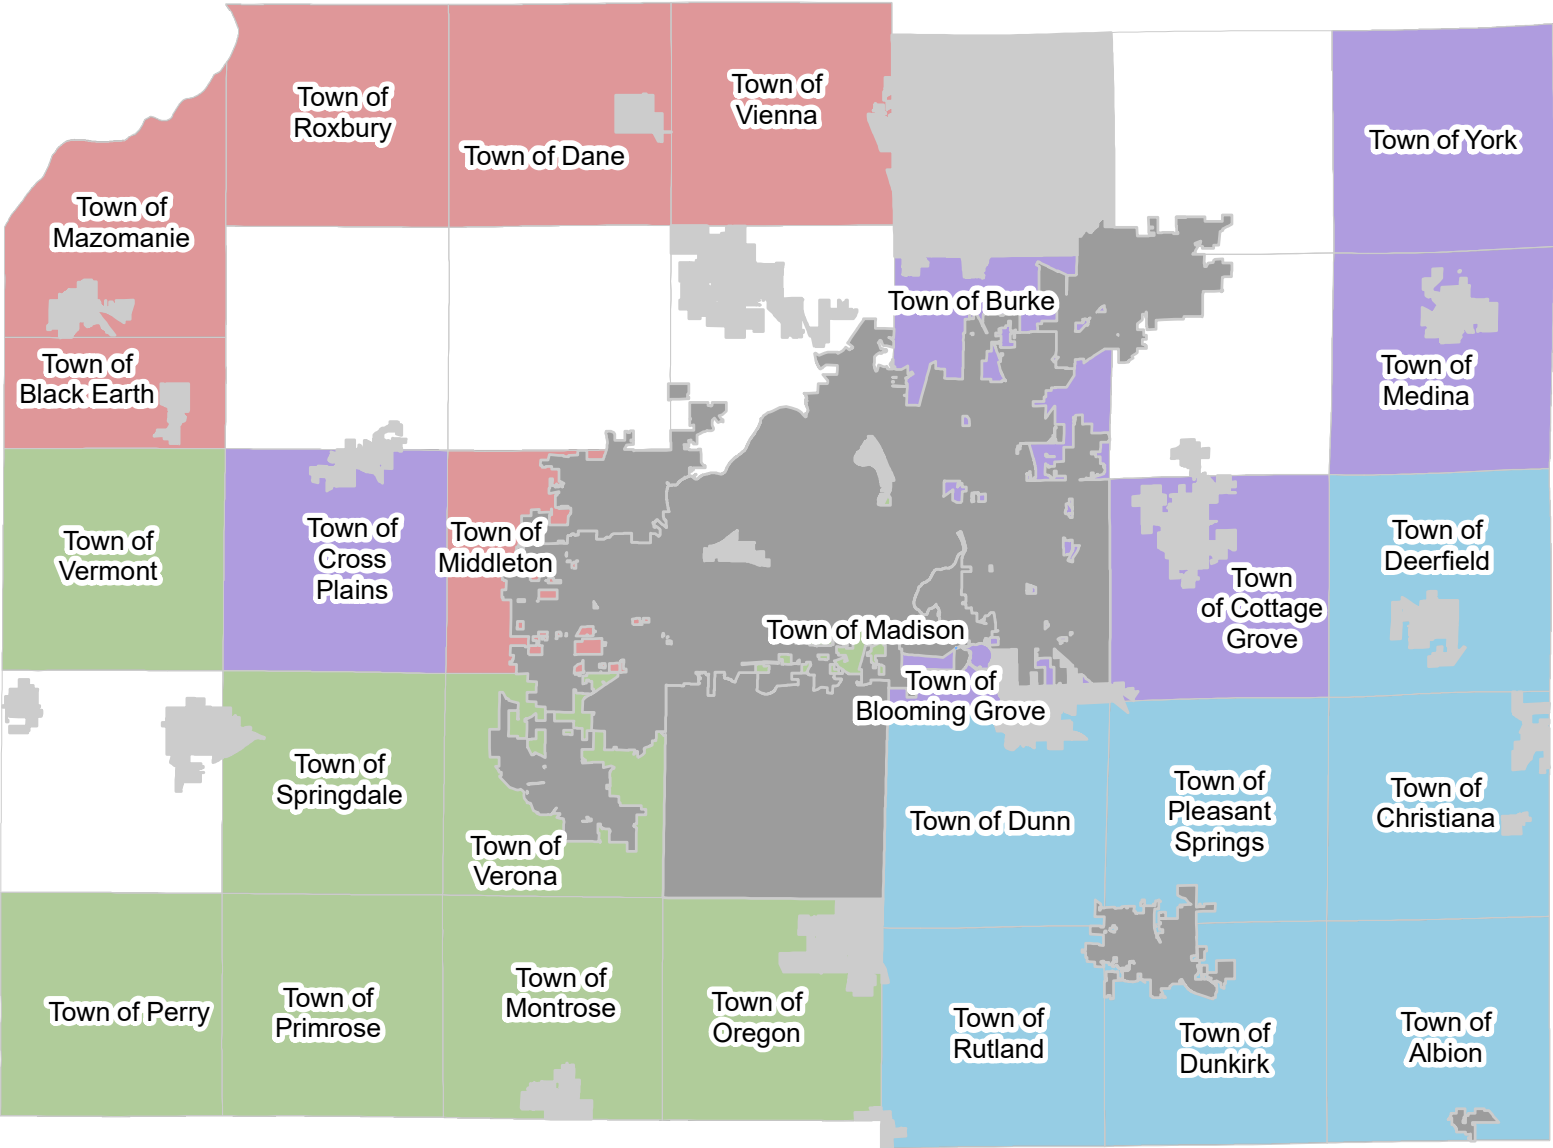 Town of
Roxbury
Town of Dane
Town of
Vienna
Town of York
Town of
Mazomanie
Town of Burke
Town of
Black Earth
Town of
Medina
Town of
Vermont
Town of
Cross
Plains
Town of
Middleton
Town of
Deerfield
Town
of Cottage
Grove
Town of Madison
Town of
Blooming Grove
Town of
Springdale
Town of
Verona
Town of Dunn
Town of
Pleasant
Springs
Town of
Christiana
Town of Perry
Town of
Primrose
Town of
Montrose
Town of
Oregon
Town of
Rutland
Town of
Dunkirk
Town of
Albion